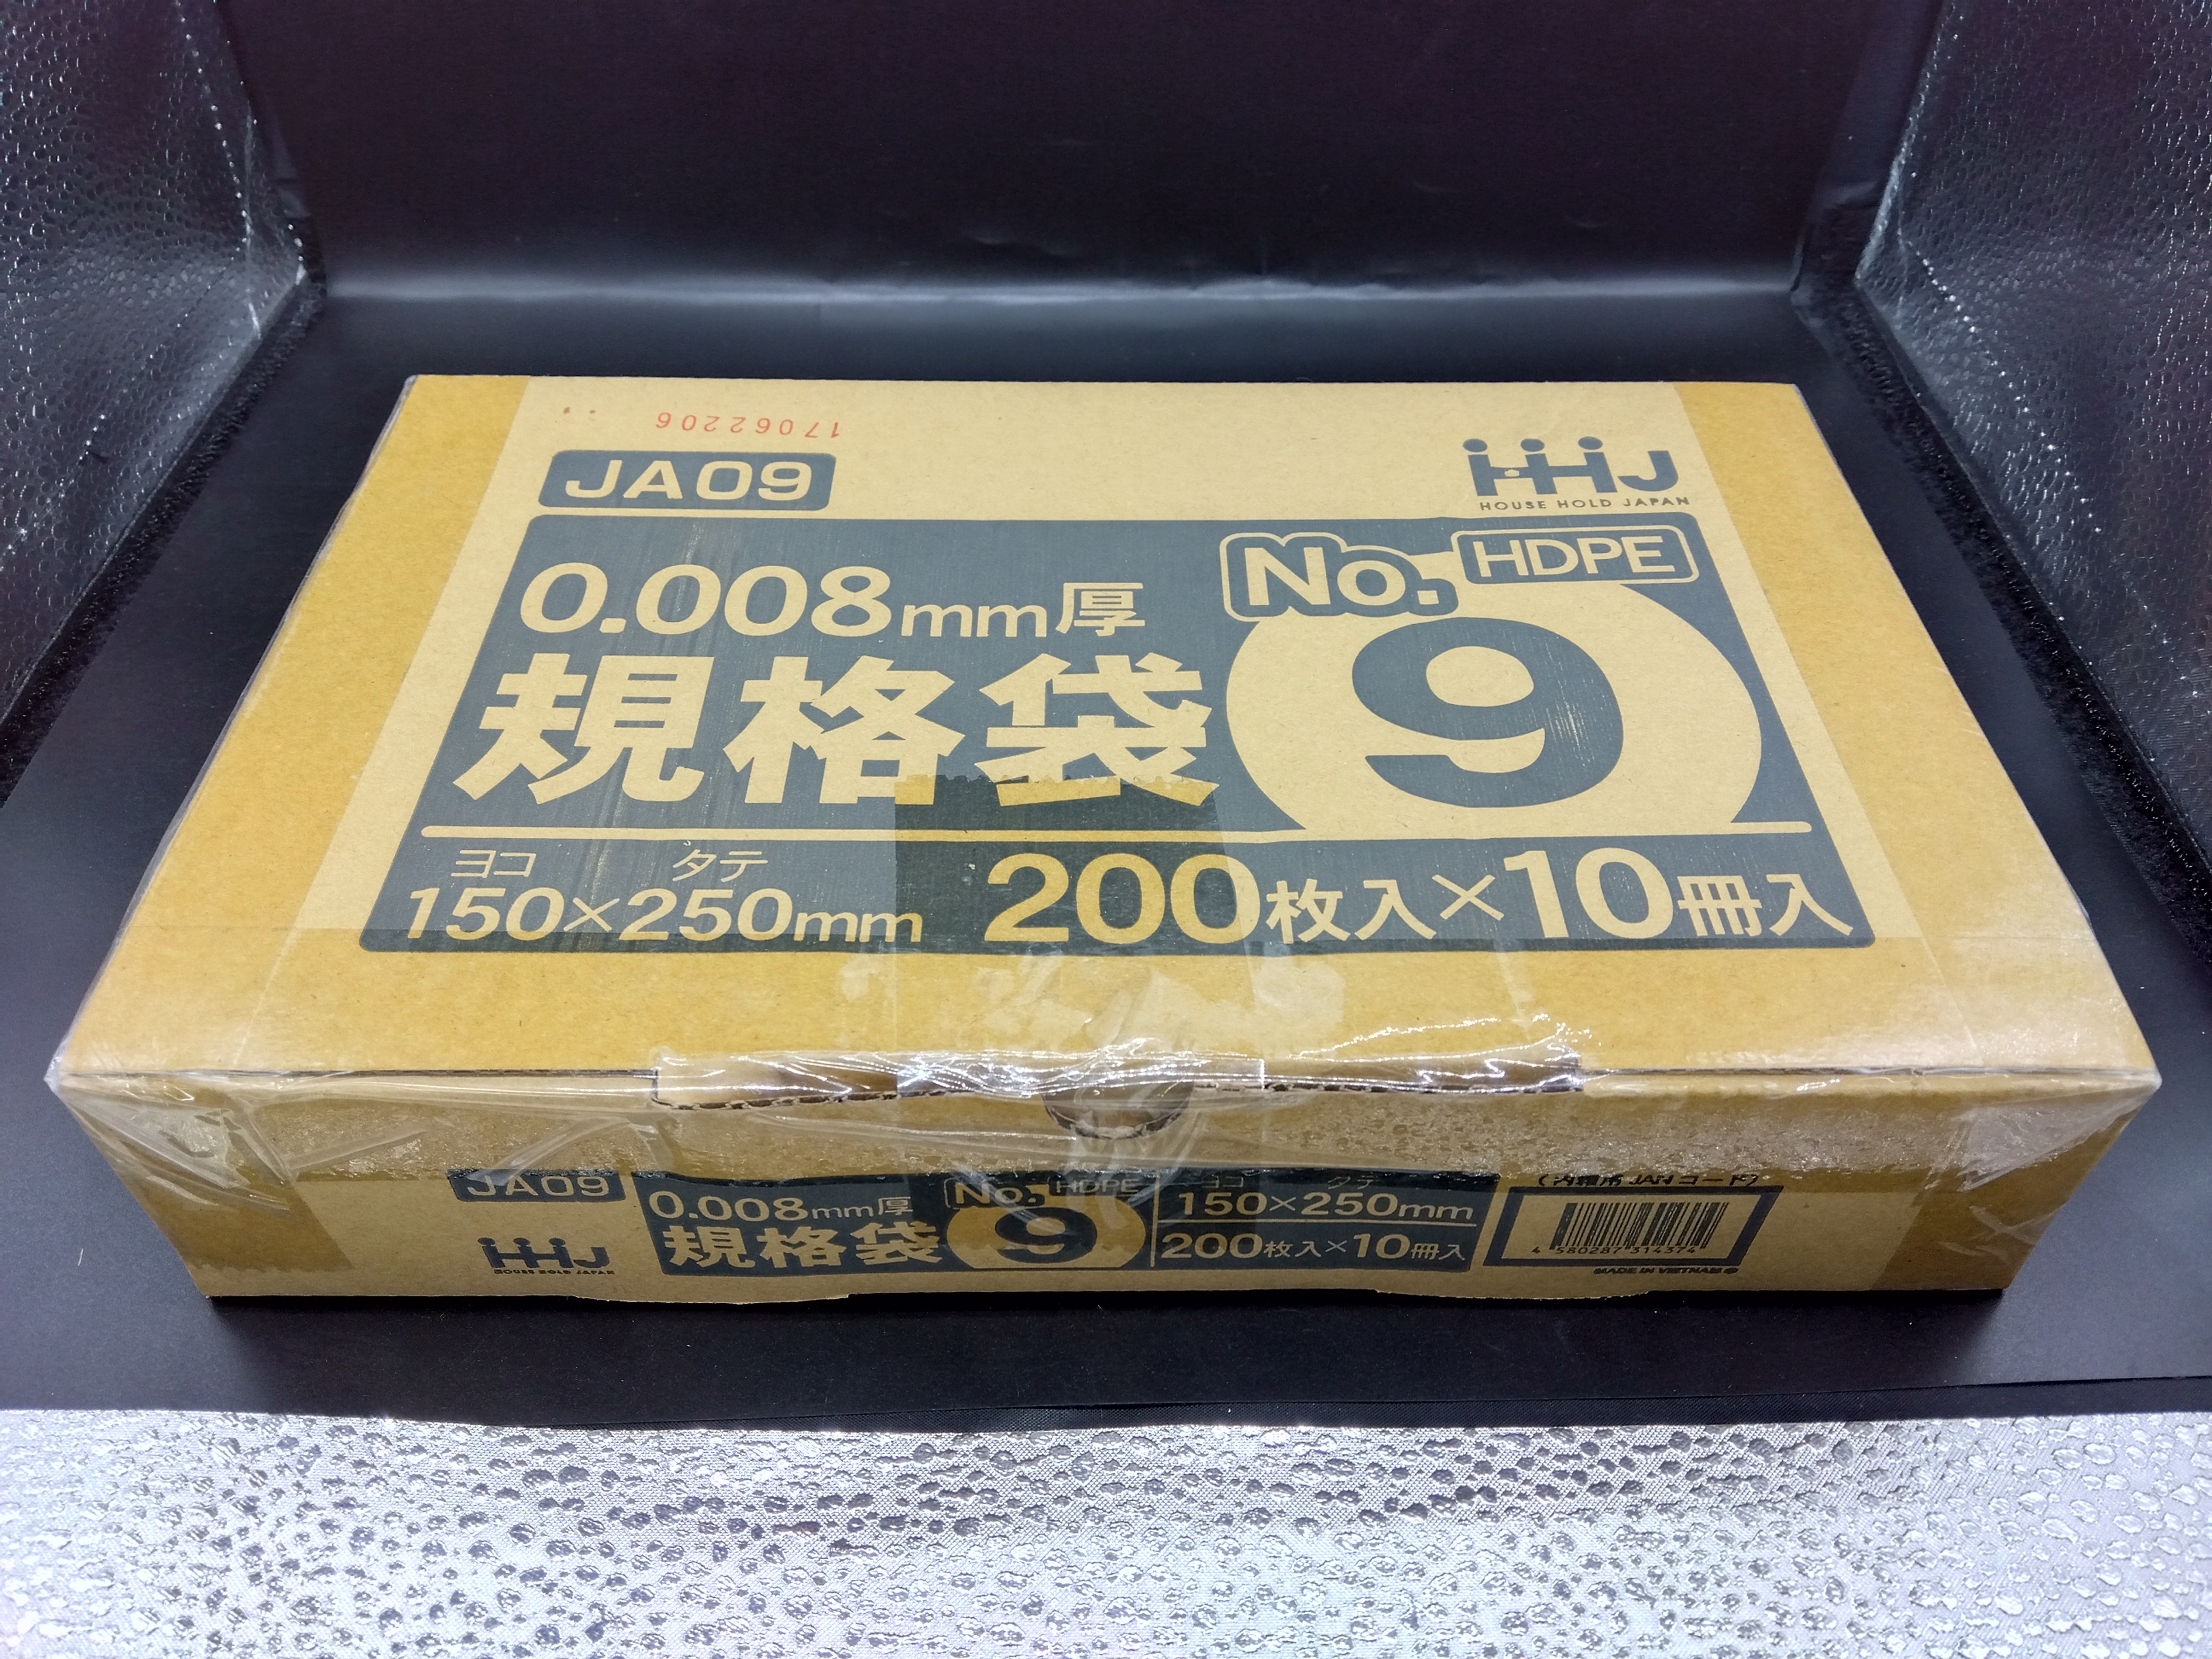 17062206
JA09
HHJ
HOUSE HOLD JAPAN
0.008mm厚
No.
HDPE
規格袋
9
ヨコ タテ
150×250mm
200枚入×10冊入
JA09
HHJ
HOUSE HOLD JAPAN
0.008mm厚
規格袋
No.
HDPE
9
ヨコ タテ
150×250mm
200枚入×10冊入
(内箱用JANコード)
4 580287 314374
MADE IN VIETNAM